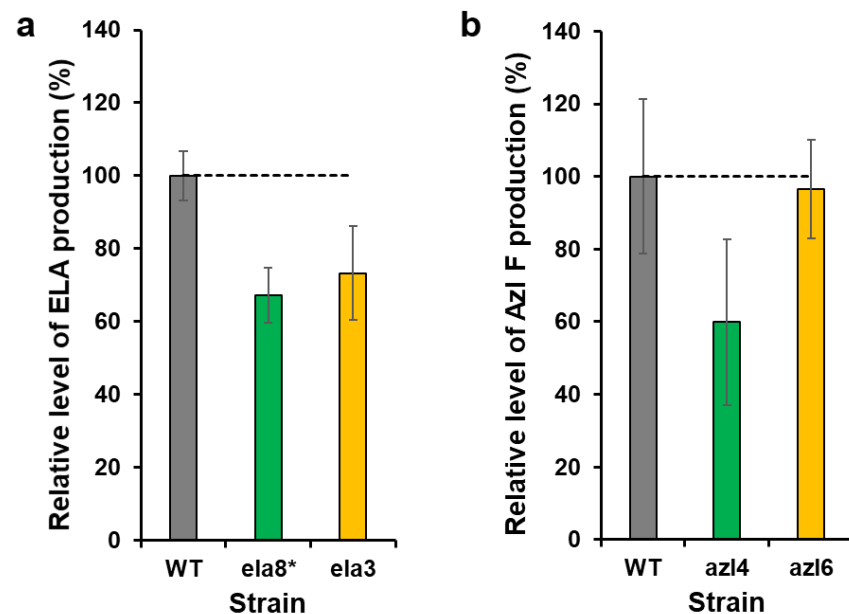 a
Relative level of ELA production (%)
140
120
100
80
60
40
20
0
WT ela8* ela3
Strain
b
Relative level of Azl F production (%)
140
120
100
80
60
40
20
0
WT azl4 azl6
Strain